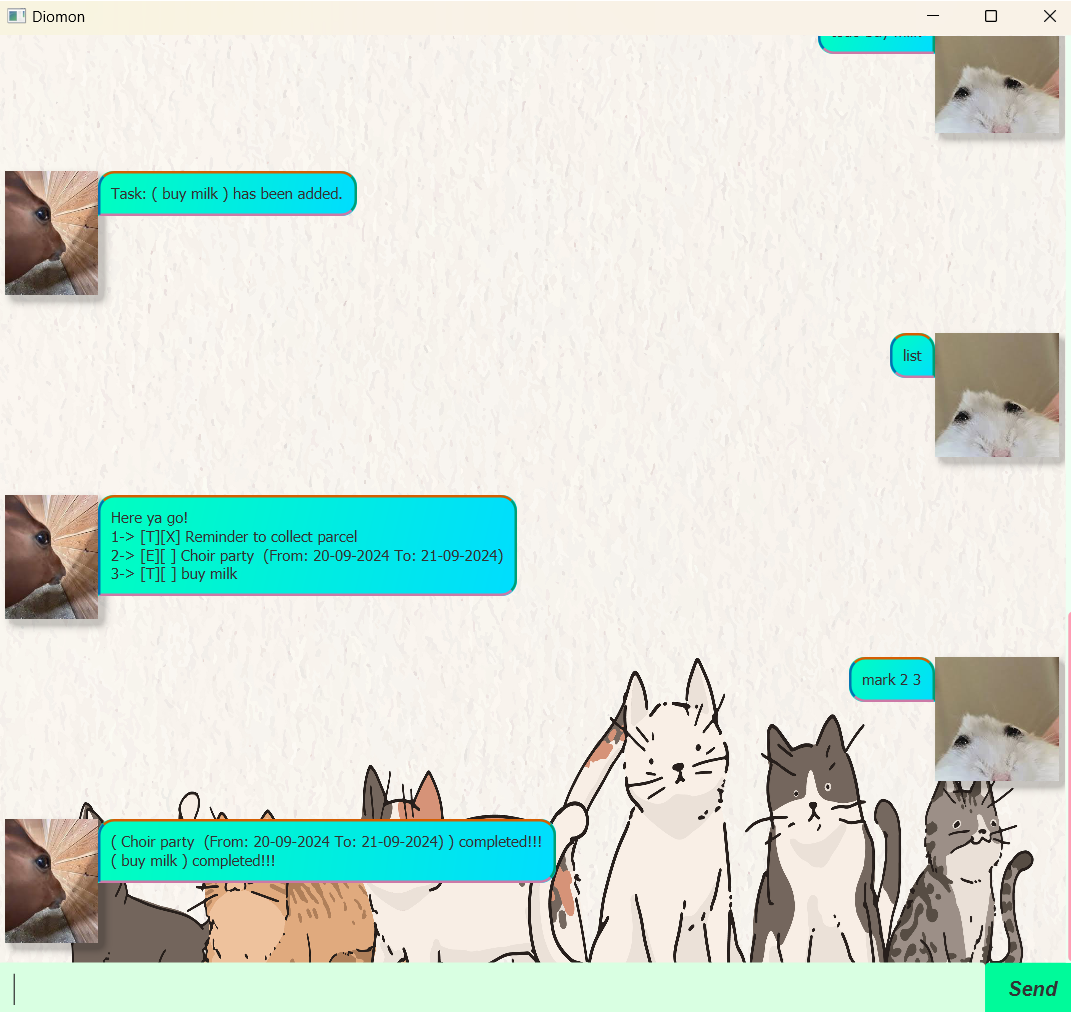 Diomon
Task: ( buy milk ) has been added.
list
Here ya go!
1-> [T][X] Reminder to collect parcel
2-> [E][ ] Choir party  (From: 20-09-2024 To: 21-09-2024)
3-> [T][ ] buy milk
mark 2 3
( Choir party  (From: 20-09-2024 To: 21-09-2024) ) completed!!!
( buy milk ) completed!!!
Send